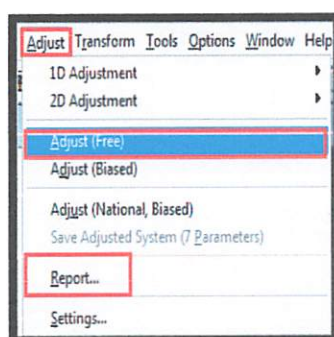 Adjust Transform Tools Options Window Help
1D Adjustment
2D Adjustment
Adjust (Free)
Adjust (Biased)
Adjust (National, Biased)
Save Adjusted System (7 Parameters)
Report...
Settings...